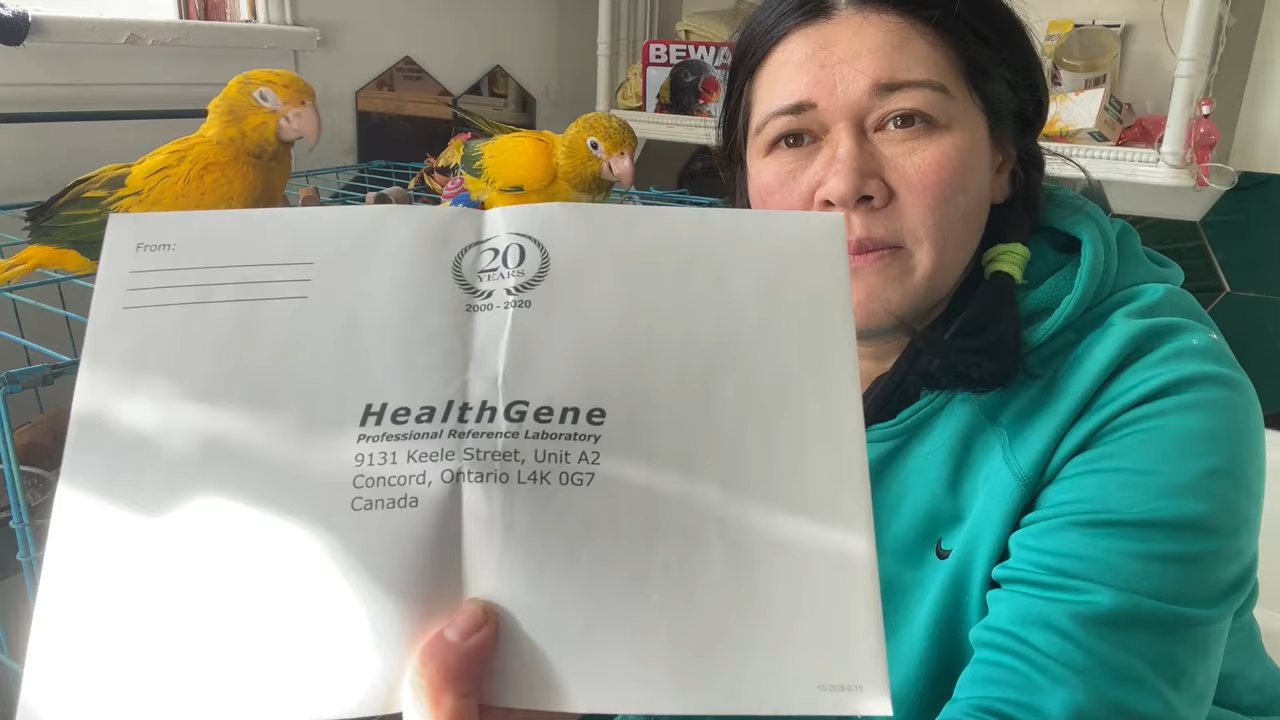 BEWA
From:
20
YEARS
2000 - 2020
HealthGene
Professional Reference Laboratory
9131 Keele Street, Unit A2
Concord, Ontario L4K 0G7
Canada